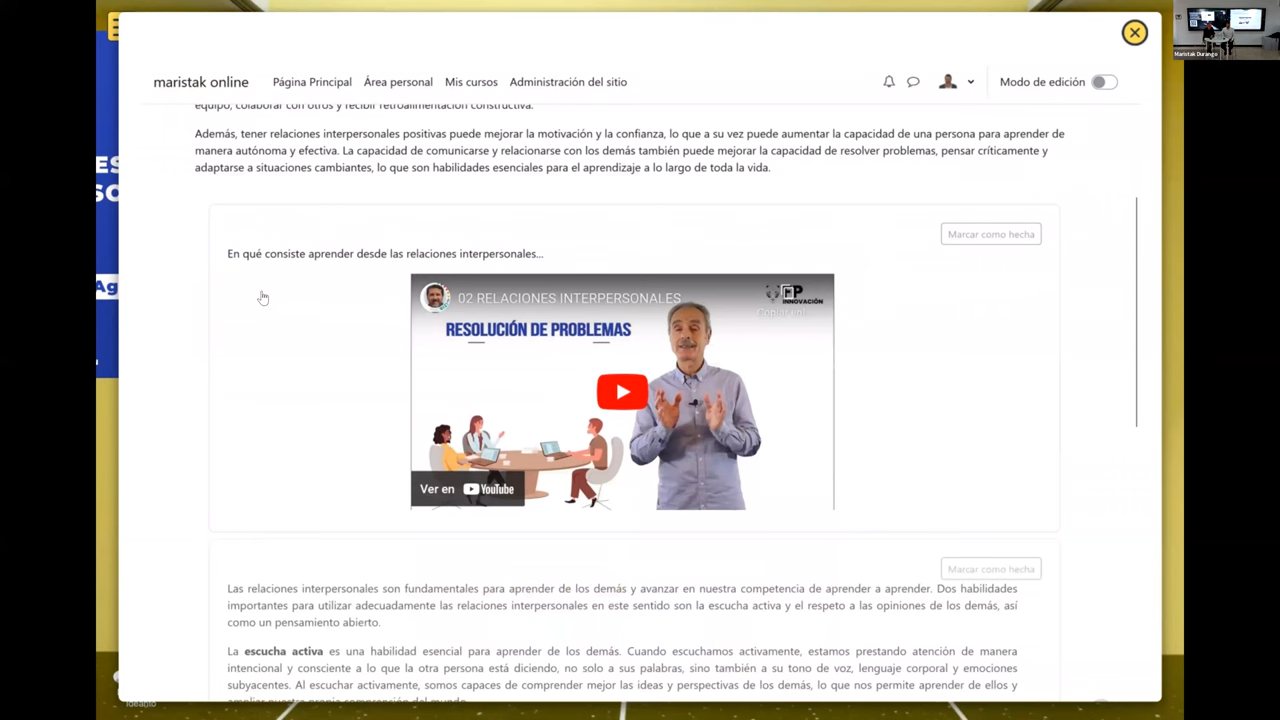 Maristak Durango
maristak online
Página Principal
Área personal
Mis cursos
Administración del sitio
Modo de edición
equipo, colaborar con otros y recibir retroalimentación constructiva.
Además, tener relaciones interpersonales positivas puede mejorar la motivación y la confianza, lo que a su vez puede aumentar la capacidad de una persona para aprender de
manera autónoma y efectiva. La capacidad de comunicarse y relacionarse con los demás también puede mejorar la capacidad de resolver problemas, pensar críticamente y
adaptarse a situaciones cambiantes, lo que son habilidades esenciales para el aprendizaje a lo largo de toda la vida.
Marcar como hecha
En qué consiste aprender desde las relaciones interpersonales...
02 RELACIONES INTERPERSONALES
INNOVACIÓN
RESOLUCIÓN DE PROBLEMAS
Ver en YouTube
Marcar como hecha
Las relaciones interpersonales son fundamentales para aprender de los demás y avanzar en nuestra competencia de aprender a aprender. Dos habilidades
importantes para utilizar adecuadamente las relaciones interpersonales en este sentido son la escucha activa y el respeto a las opiniones de los demás, así
como un pensamiento abierto.
La escucha activa es una habilidad esencial para aprender de los demás. Cuando escuchamos activamente, estamos prestando atención de manera
intencional y consciente a lo que la otra persona está diciendo, no solo a sus palabras, sino también a su tono de voz, lenguaje corporal y emociones
subyacentes. Al escuchar activamente, somos capaces de comprender mejor las ideas y perspectivas de los demás, lo que nos permite aprender de ellos y
ampliar nuestra propia comprensión del mundo.